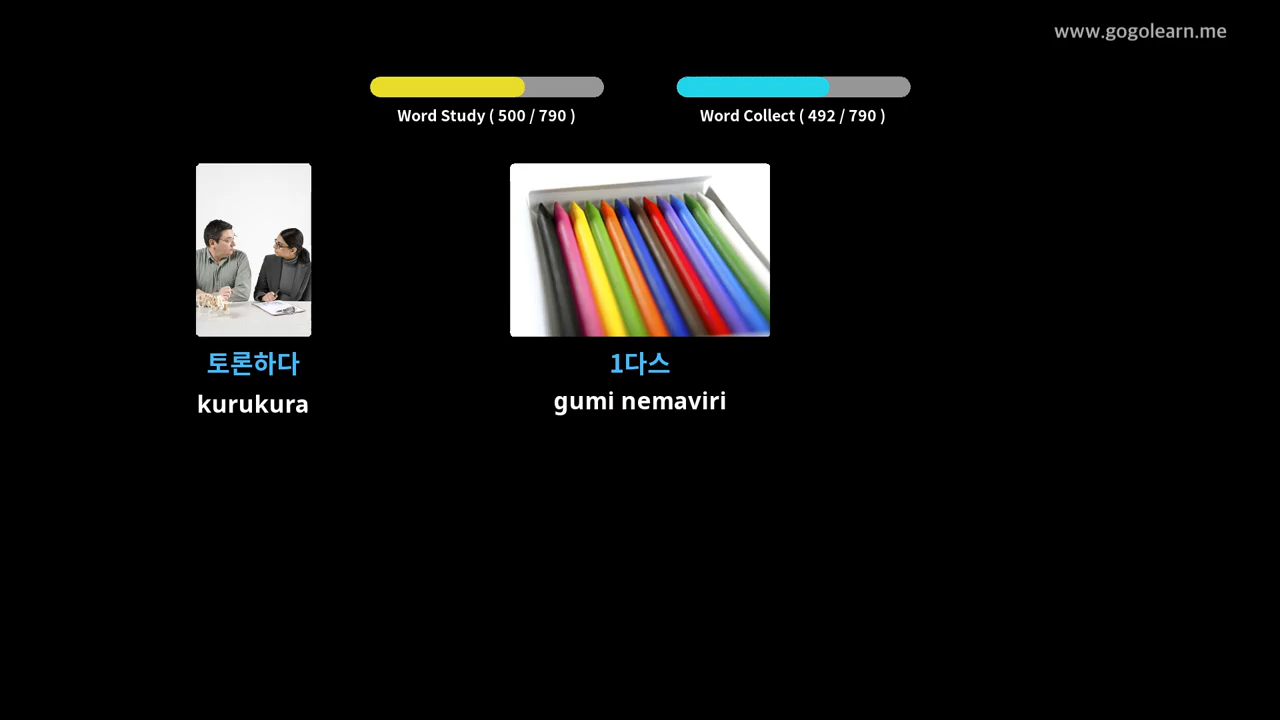 www.gogolearn.me
Word Study ( 500 / 790 )
Word Collect ( 492 / 790 )
토론하다
kurukura
1다스
gumi nemaviri